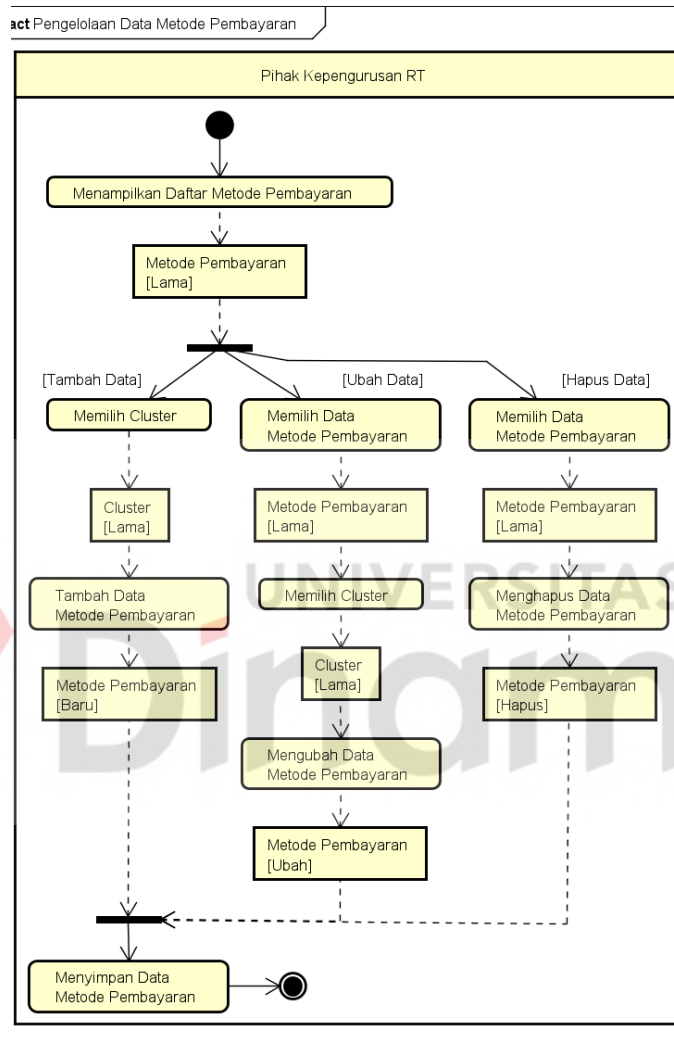 act Pengelolaan Data Metode Pembayaran
Pihak Kepengurusan RT
Menampilkan Daftar Metode Pembayaran
Metode Pembayaran
[Lama]
[Tambah Data]
[Ubah Data]
[Hapus Data]
Memilih Cluster
Memilih Data
Metode Pembayaran
Memilih Data
Metode Pembayaran
Cluster
[Lama]
Metode Pembayaran
[Lama]
Metode Pembayaran
[Lama]
Tambah Data
Metode Pembayaran
Memilih Cluster
Menghapus Data
Metode Pembayaran
Metode Pembayaran
[Baru]
Cluster
[Lama]
Metode Pembayaran
[Hapus]
Mengubah Data
Metode Pembayaran
Metode Pembayaran
[Ubah]
Menyimpan Data
Metode Pembayaran
UNIVERSITAS
Dinam